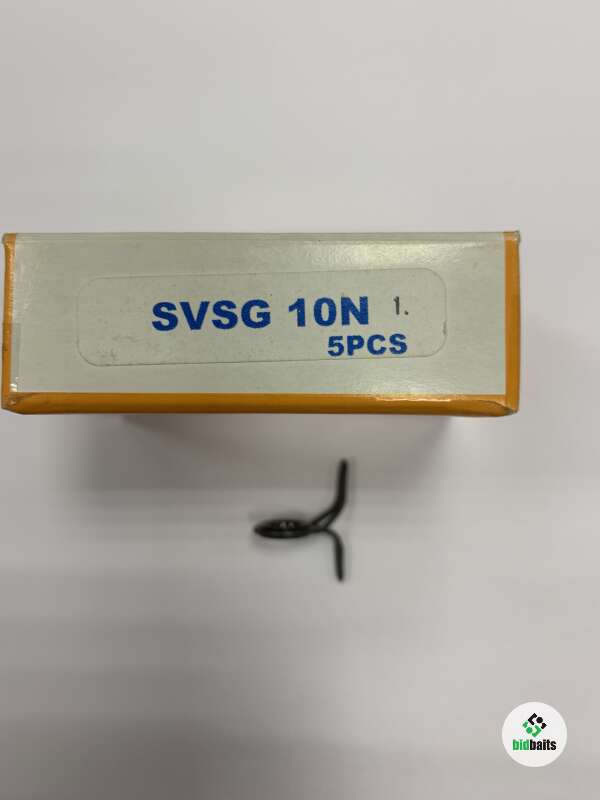 SVSG 10N 1.
5PCS
bidbaits